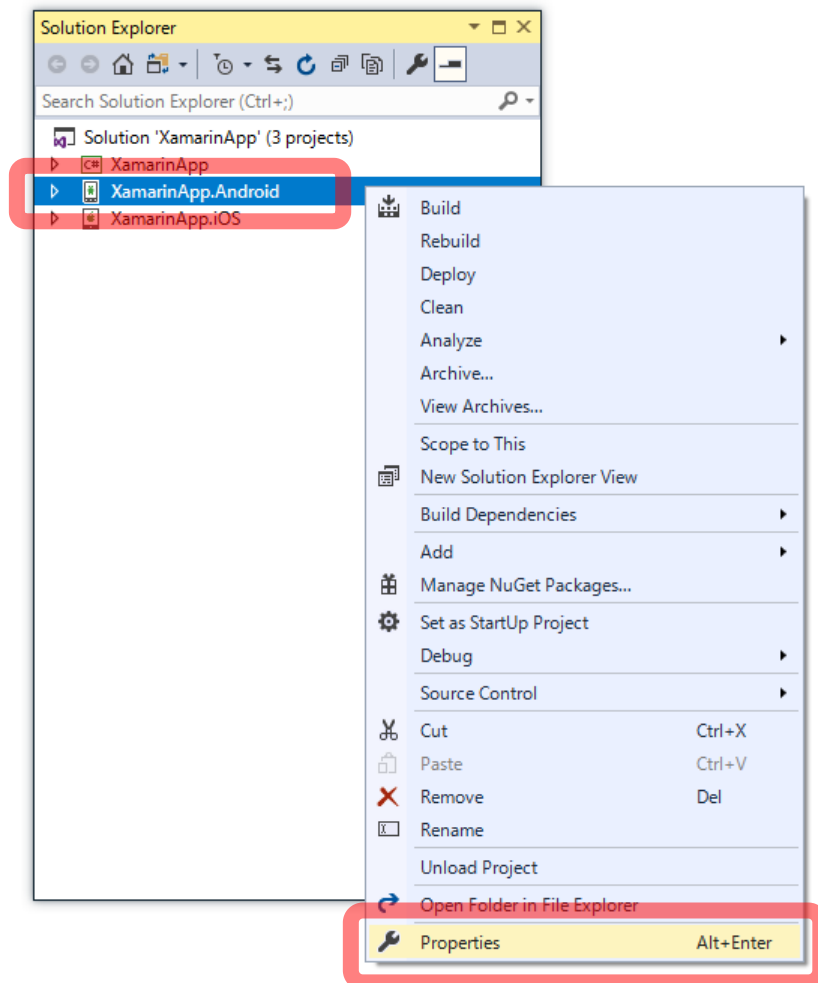 Solution Explorer
Search Solution Explorer (Ctrl+;)
Solution 'XamarinApp' (3 projects)
C# XamarinApp
XamarinApp.Android
XamarinApp.iOS
Build
Rebuild
Deploy
Clean
Analyze
Archive...
View Archives...
Scope to This
New Solution Explorer View
Build Dependencies
Add
Manage NuGet Packages...
Set as StartUp Project
Debug
Source Control
Cut Ctrl+X
Paste Ctrl+V
Remove Del
Rename
Unload Project
Open Folder in File Explorer
Properties Alt+Enter